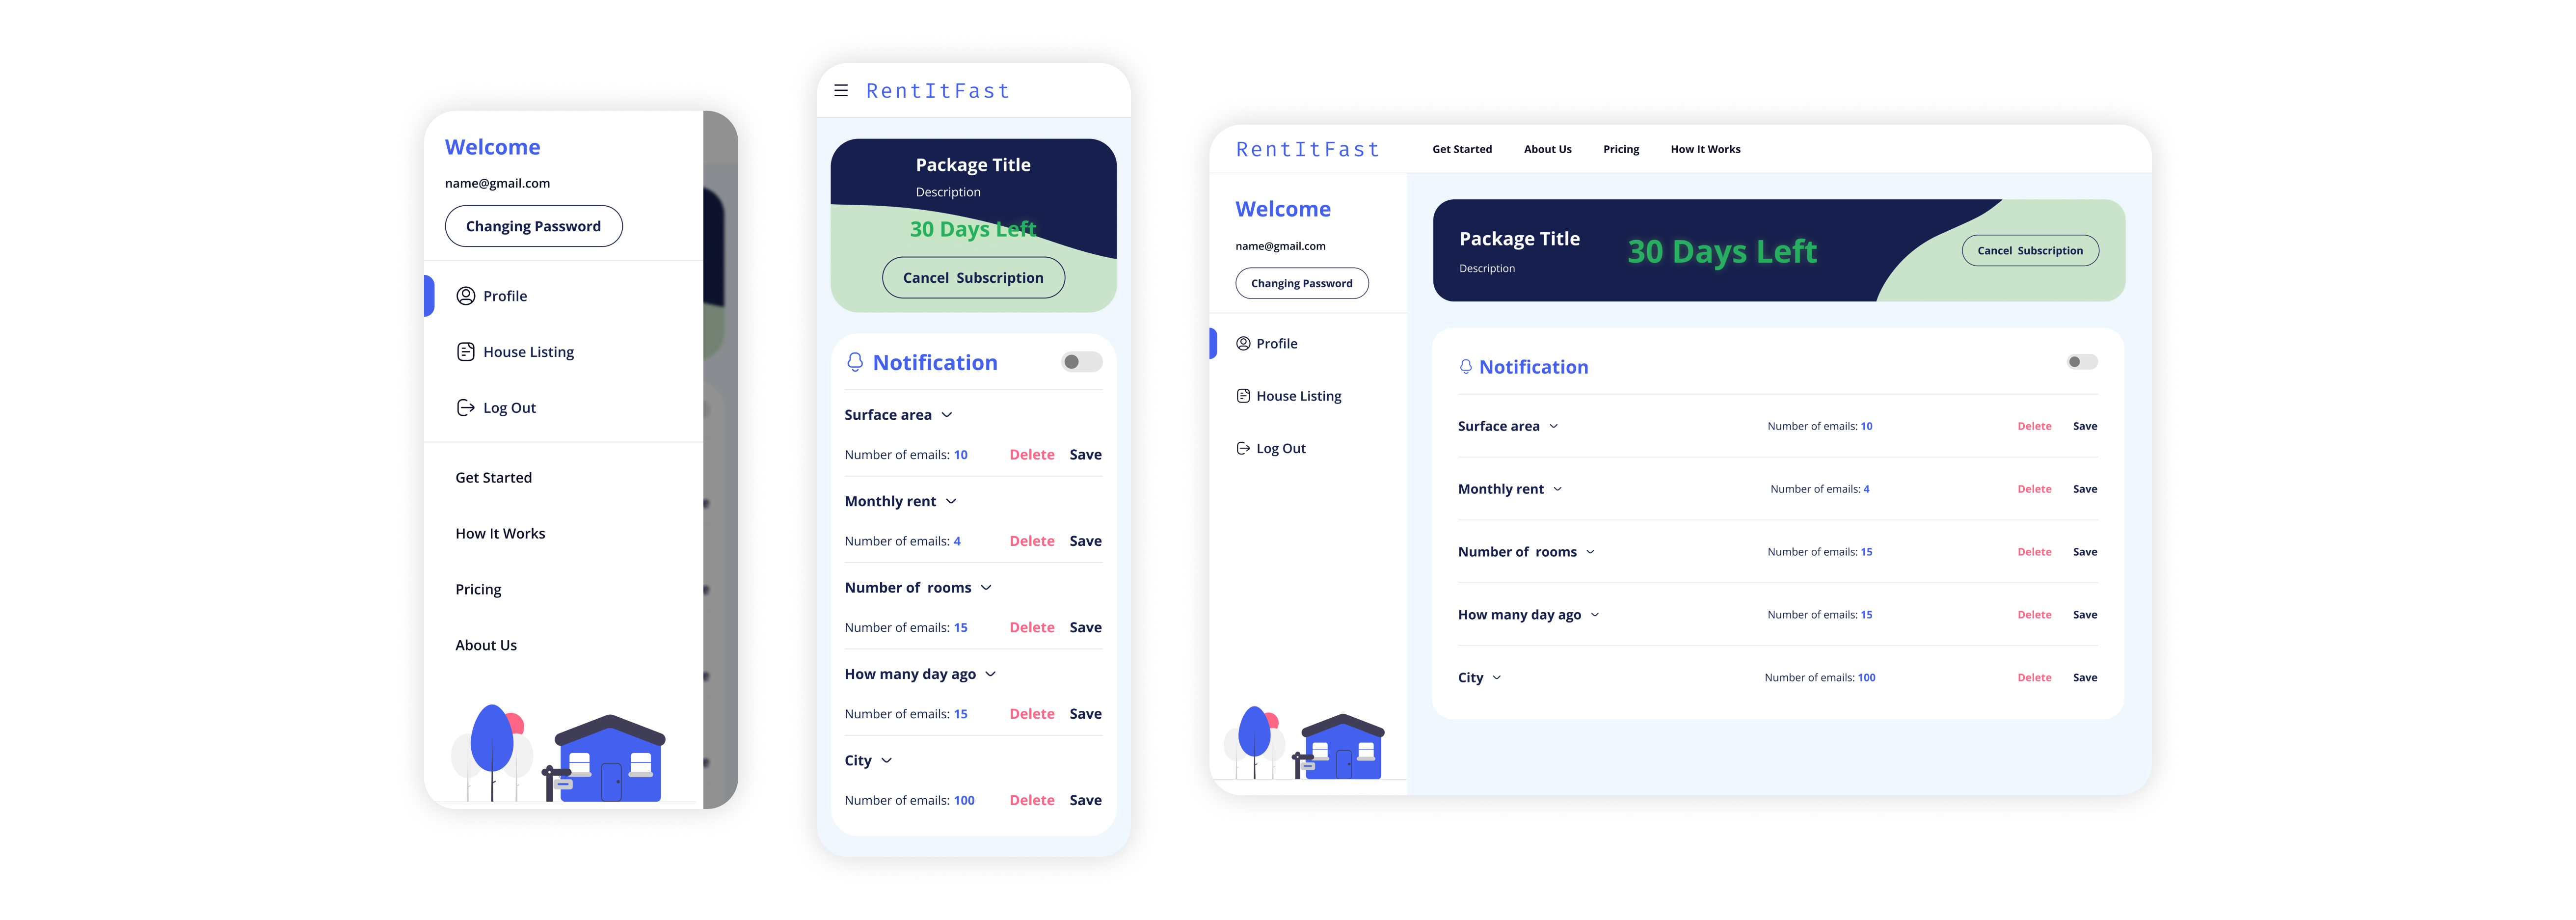 Welcome
name@gmail.com
Changing Password
Profile
House Listing
Log Out
Get Started
How It Works
Pricing
About Us
RentItFast
Package Title
Description
30 Days Left
Cancel Subscription
Notification
Surface area
Number of emails: 10 Delete Save
Monthly rent
Number of emails: 4 Delete Save
Number of rooms
Number of emails: 15 Delete Save
How many day ago
Number of emails: 15 Delete Save
City
Number of emails: 100 Delete Save
RentItFast Get Started About Us Pricing How It Works
Welcome
name@gmail.com
Changing Password
Profile
House Listing
Log Out
Package Title
Description
30 Days Left
Cancel Subscription
Notification
Surface area Number of emails: 10 Delete Save
Monthly rent Number of emails: 4 Delete Save
Number of rooms Number of emails: 15 Delete Save
How many day ago Number of emails: 15 Delete Save
City Number of emails: 100 Delete Save